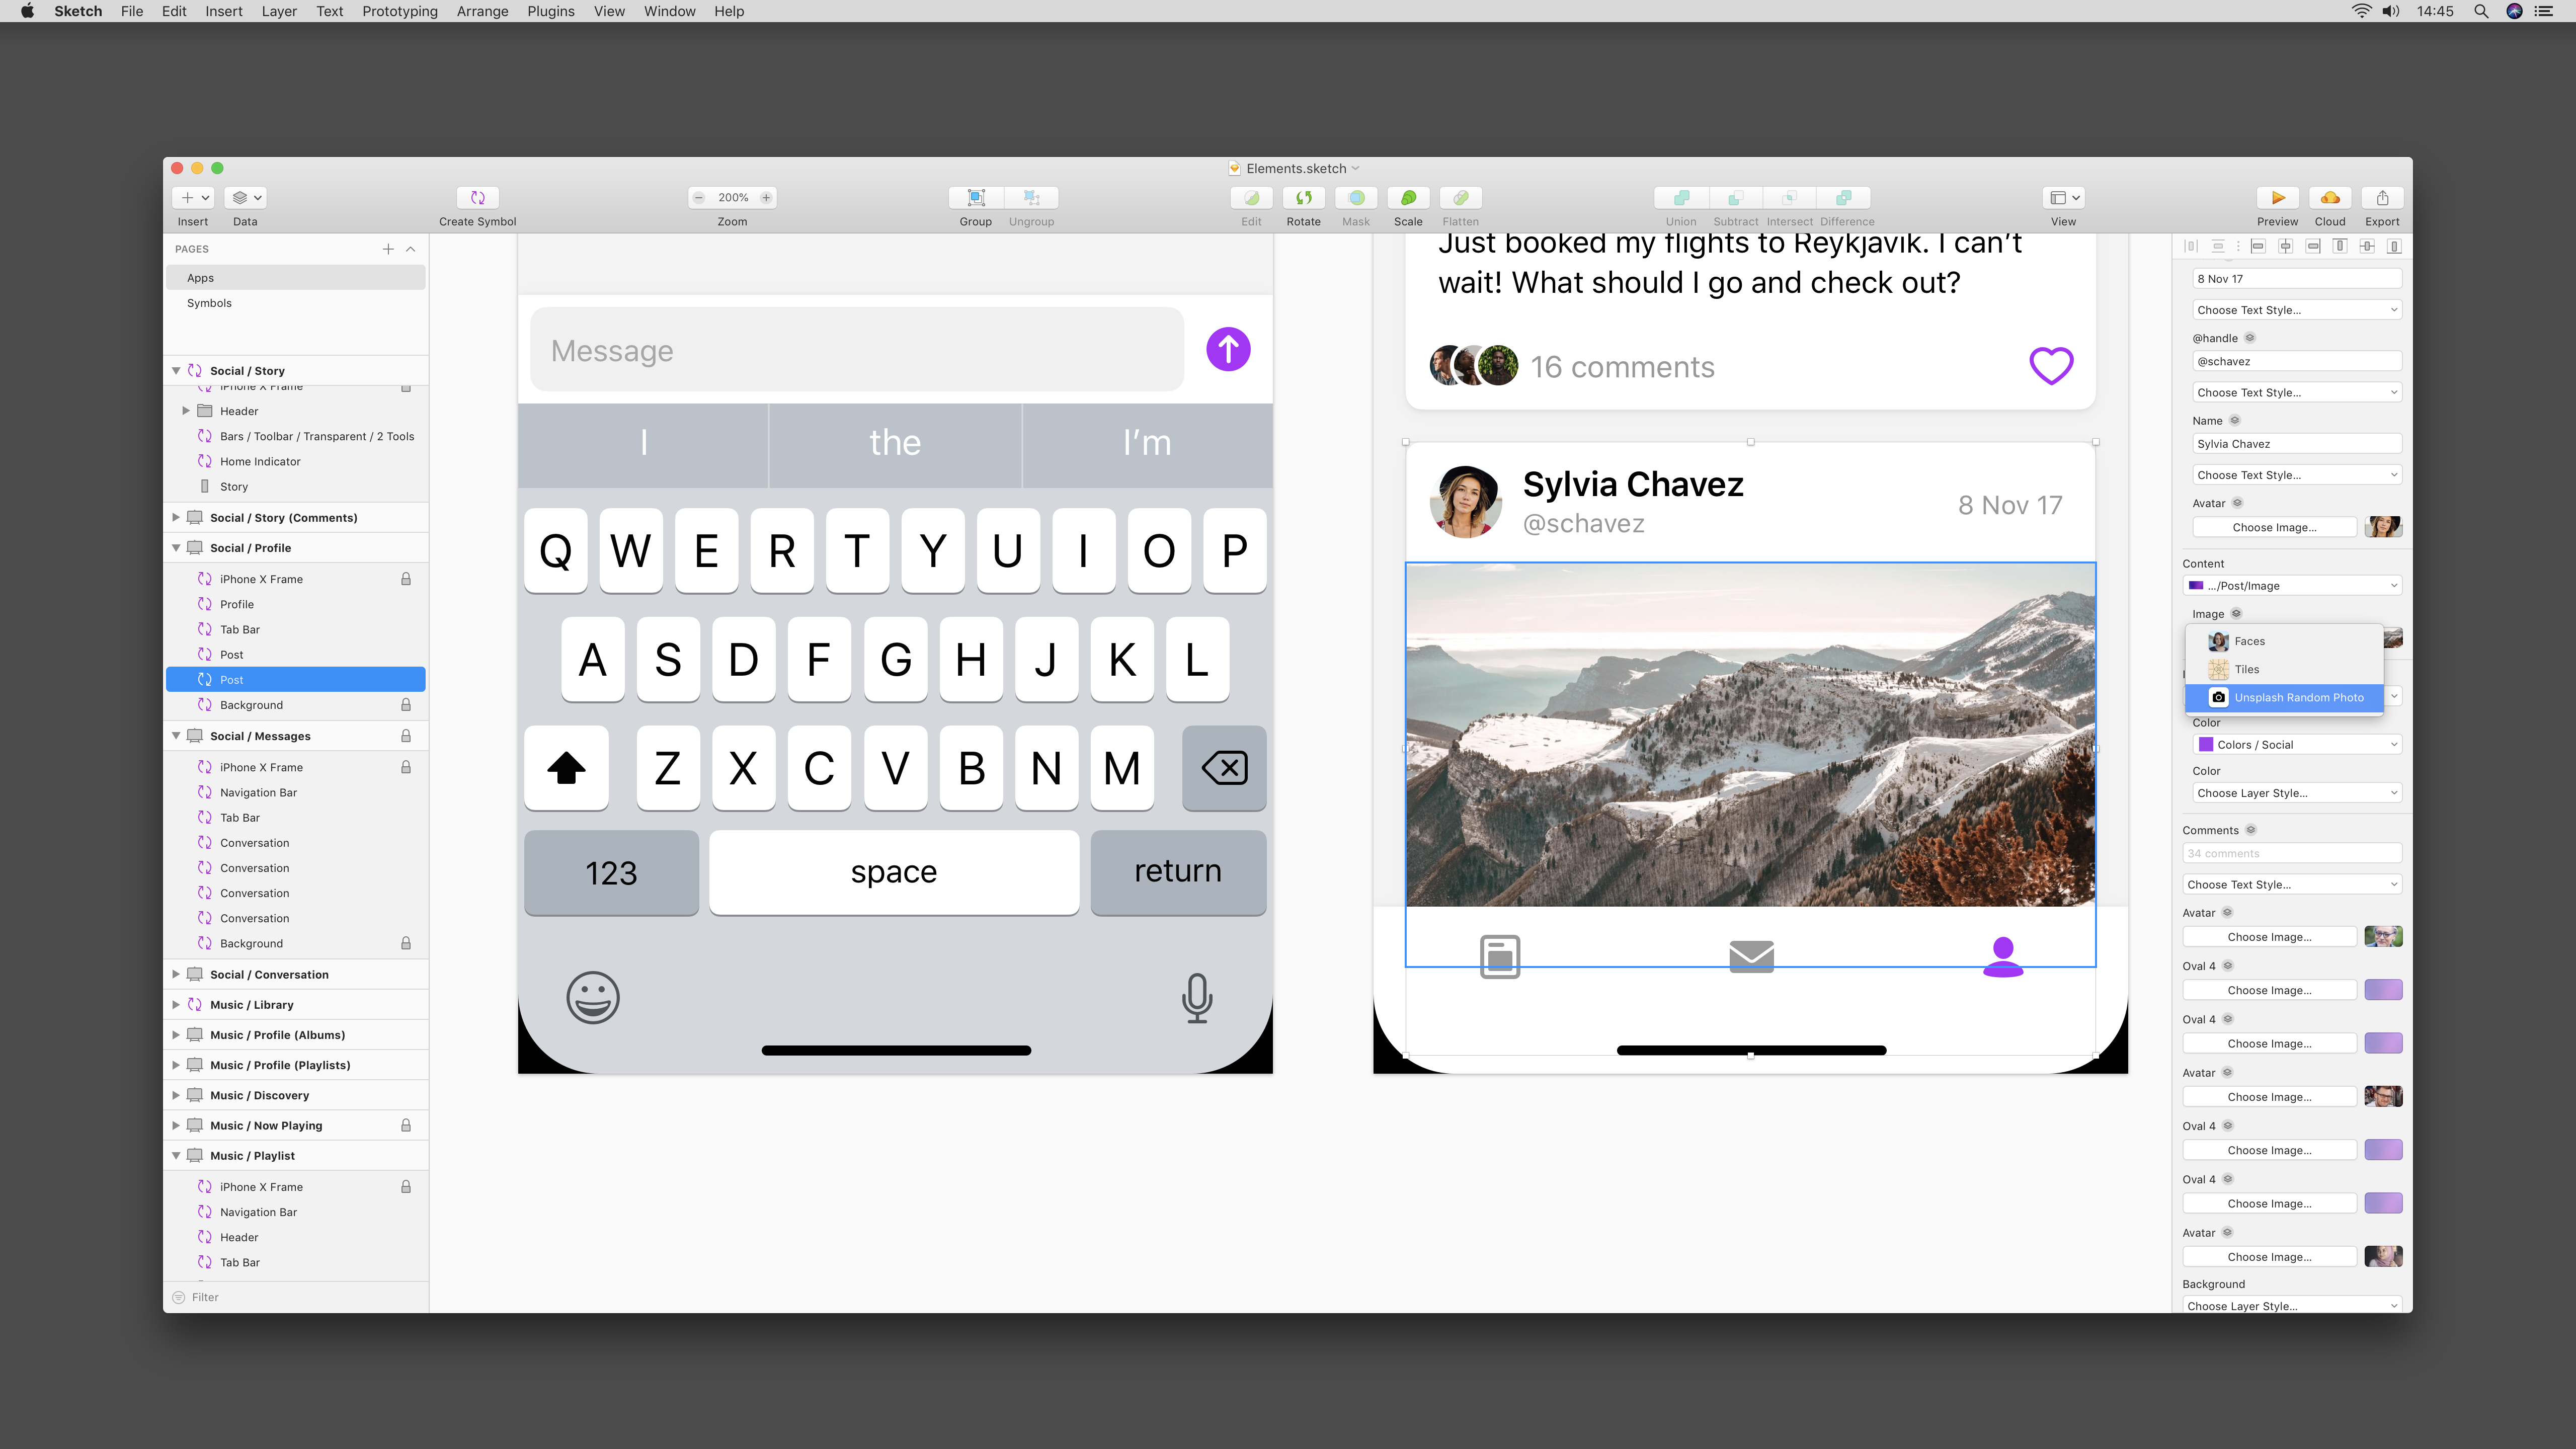 Sketch File Edit Insert Layer Text Prototyping Arrange Plugins View Window Help 14:45
Elements.sketch
200%
Insert Data Create Symbol Zoom Group Ungroup Edit Rotate Mask Scale Flatten Union Subtract Intersect Difference View Preview Cloud Export
PAGES
Apps
Symbols
Social / Story
iPhone X Frame
Header
Bars / Toolbar / Transparent / 2 Tools
Home Indicator
Story
Social / Story (Comments)
Social / Profile
iPhone X Frame
Profile
Tab Bar
Post
Post
Background
Social / Messages
iPhone X Frame
Navigation Bar
Tab Bar
Conversation
Conversation
Conversation
Conversation
Background
Social / Conversation
Music / Library
Music / Profile (Albums)
Music / Profile (Playlists)
Music / Discovery
Music / Now Playing
Music / Playlist
iPhone X Frame
Navigation Bar
Header
Tab Bar
Filter
Message
I the I’m
Q W E R T Y U I O P
A S D F G H J K L
Z X C V B N M
123 space return
Just booked my flights to Reykjavik. I can’t
wait! What should I go and check out?
16 comments
Sylvia Chavez
@schavez
8 Nov 17
8 Nov 17
Choose Text Style...
@handle
@schavez
Choose Text Style...
Name
Sylvia Chavez
Choose Text Style...
Avatar
Choose Image...
Content
.../Post/Image
Image
Faces
Tiles
Unsplash Random Photo
Color
Colors / Social
Color
Choose Layer Style...
Comments
34 comments
Choose Text Style...
Avatar
Choose Image...
Oval 4
Choose Image...
Oval 4
Choose Image...
Avatar
Choose Image...
Oval 4
Choose Image...
Oval 4
Choose Image...
Avatar
Choose Image...
Background
Choose Layer Style...